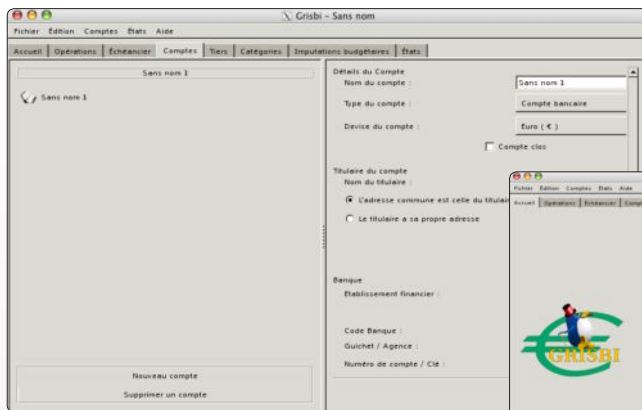 Grisbi – Sans nom
Fichier Édition Comptes États Aide
Accueil Opérations Échéancier Comptes Tiers Catégories Imputations budgétaires États
Sans nom 1
Sans nom 1
Nouveau compte
Supprimer un compte
Détails du Compte
Nom du compte : Sans nom 1
Type du compte : Compte bancaire
Devise du compte : Euro ( € )
Compte clos
Titulaire du compte
Nom du titulaire :
L'adresse commune est celle du titulair
Le titulaire a sa propre adresse
Banque
Etablissement financier :
Code Banque :
Guichet / Agence :
Numéro de compte / Clé :
Fichier Édition Comptes États Aide
Accueil Opérations Échéancier Comp
GRISBI